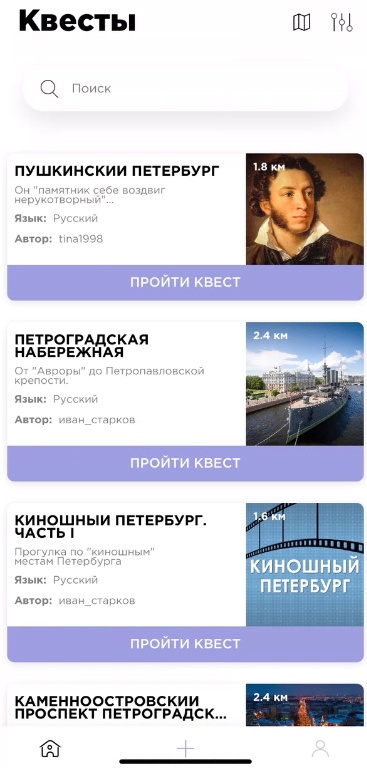 Квесты
Поиск
ПУШКИНСКИЙ ПЕТЕРБУРГ
1.8 км
Он "памятник себе воздвиг
нерукотворный"...
Язык: Русский
Автор: tina1998
ПРОЙТИ КВЕСТ
ПЕТРОГРАДСКАЯ
НАБЕРЕЖНАЯ
2.4 км
От "Авроры" до Петропавловской
крепости.
Язык: Русский
Автор: иван_старков
ПРОЙТИ КВЕСТ
КИНОШНЫЙ ПЕТЕРБУРГ.
ЧАСТЬ I
1.6 км
КИНОШНЫЙ
ПЕТЕРБУРГ
Прогулка по "киношным"
местам Петербурга
Язык: Русский
Автор: иван_старков
ПРОЙТИ КВЕСТ
КАМЕННООСТРОВСКИЙ
ПРОСПЕКТ ПЕТРОГРАДСК...
2.4 км